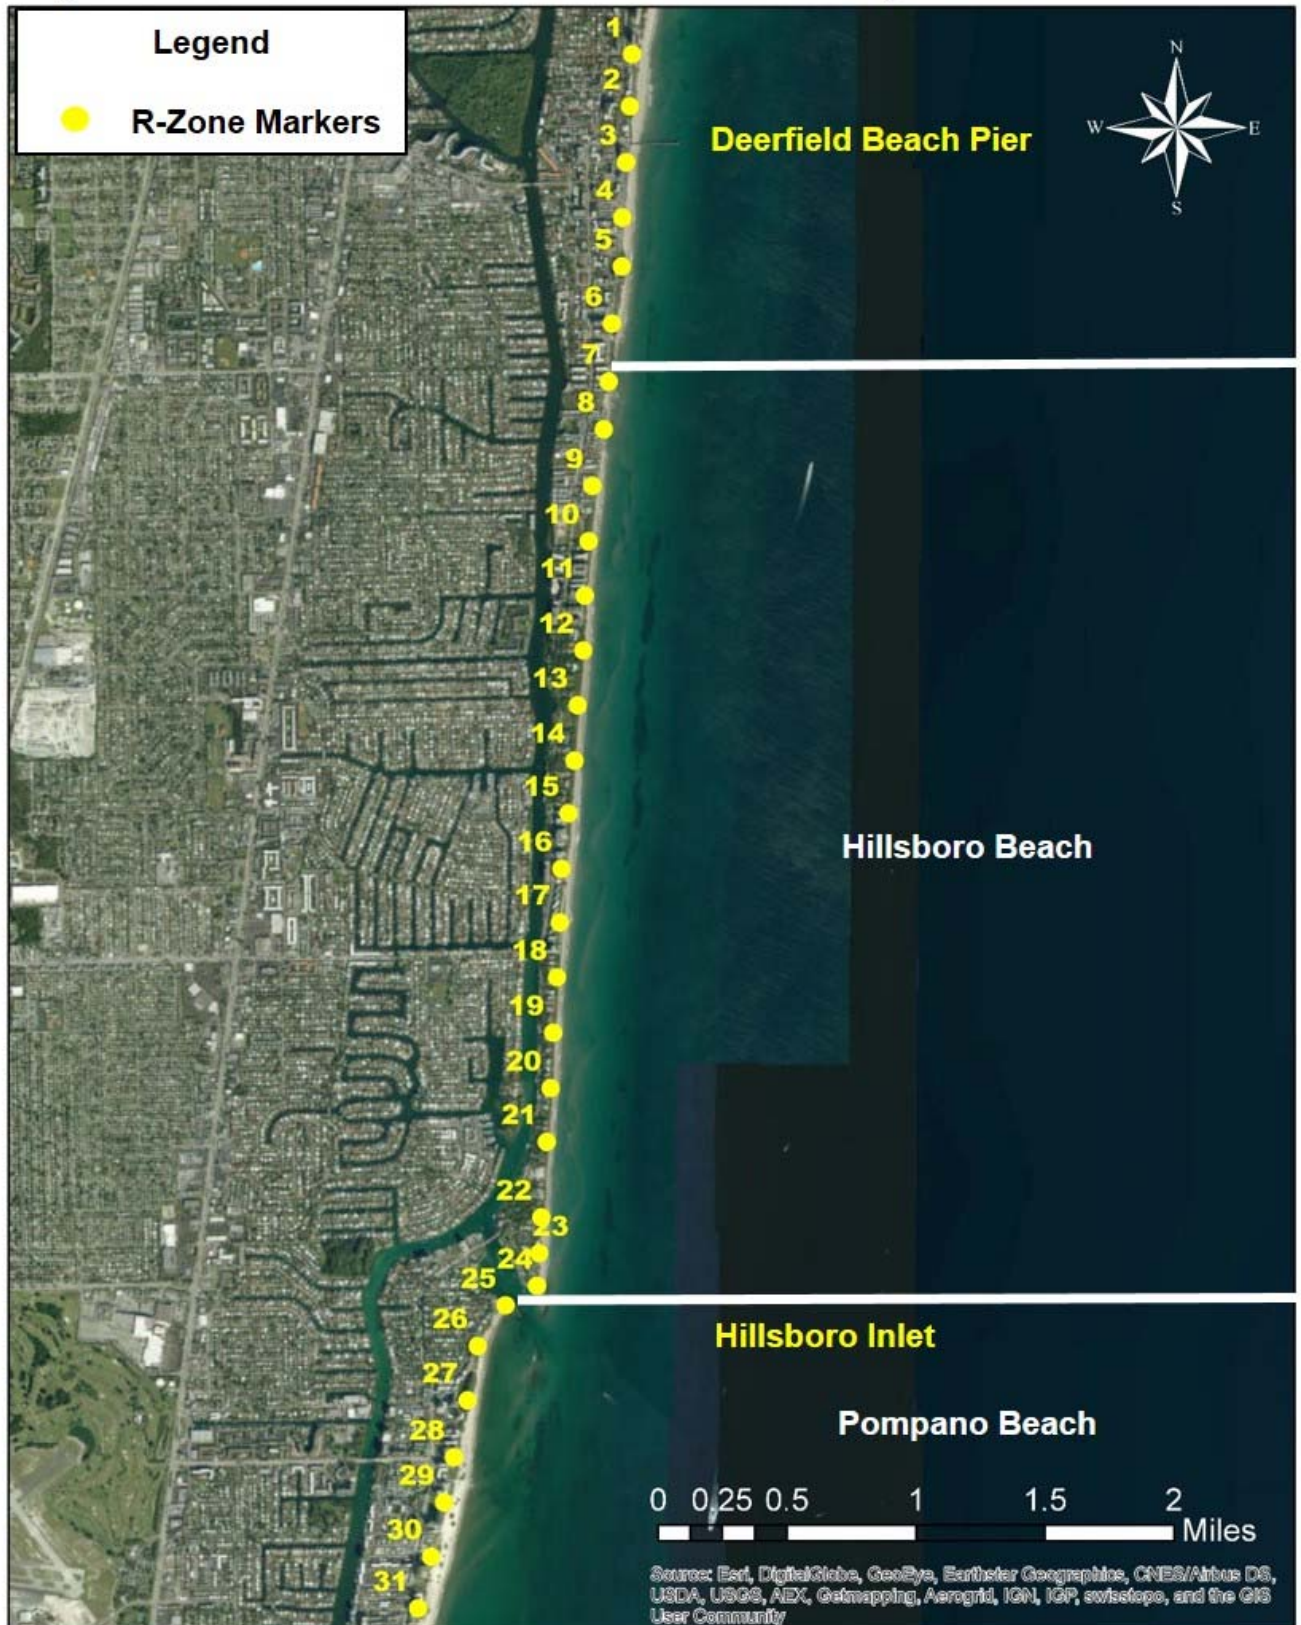 Legend
R-Zone Markers
N
W E
S
1
2
3
Deerfield Beach Pier
4
5
6
7
8
9
10
11
12
13
14
15
16
Hillsboro Beach
17
18
19
20
21
22
23
24
25
26
Hillsboro Inlet
27
Pompano Beach
28
29
0 0.25 0.5 1 1.5 2
Miles
30
31
Source: Esri, DigitalGlobe, GeoEye, Earthstar Geographics, CNES/Airbus DS,
USDA, USGS, AEX, Getmapping, Aerogrid, IGN, IGP, swisstopo, and the GIS
User Community